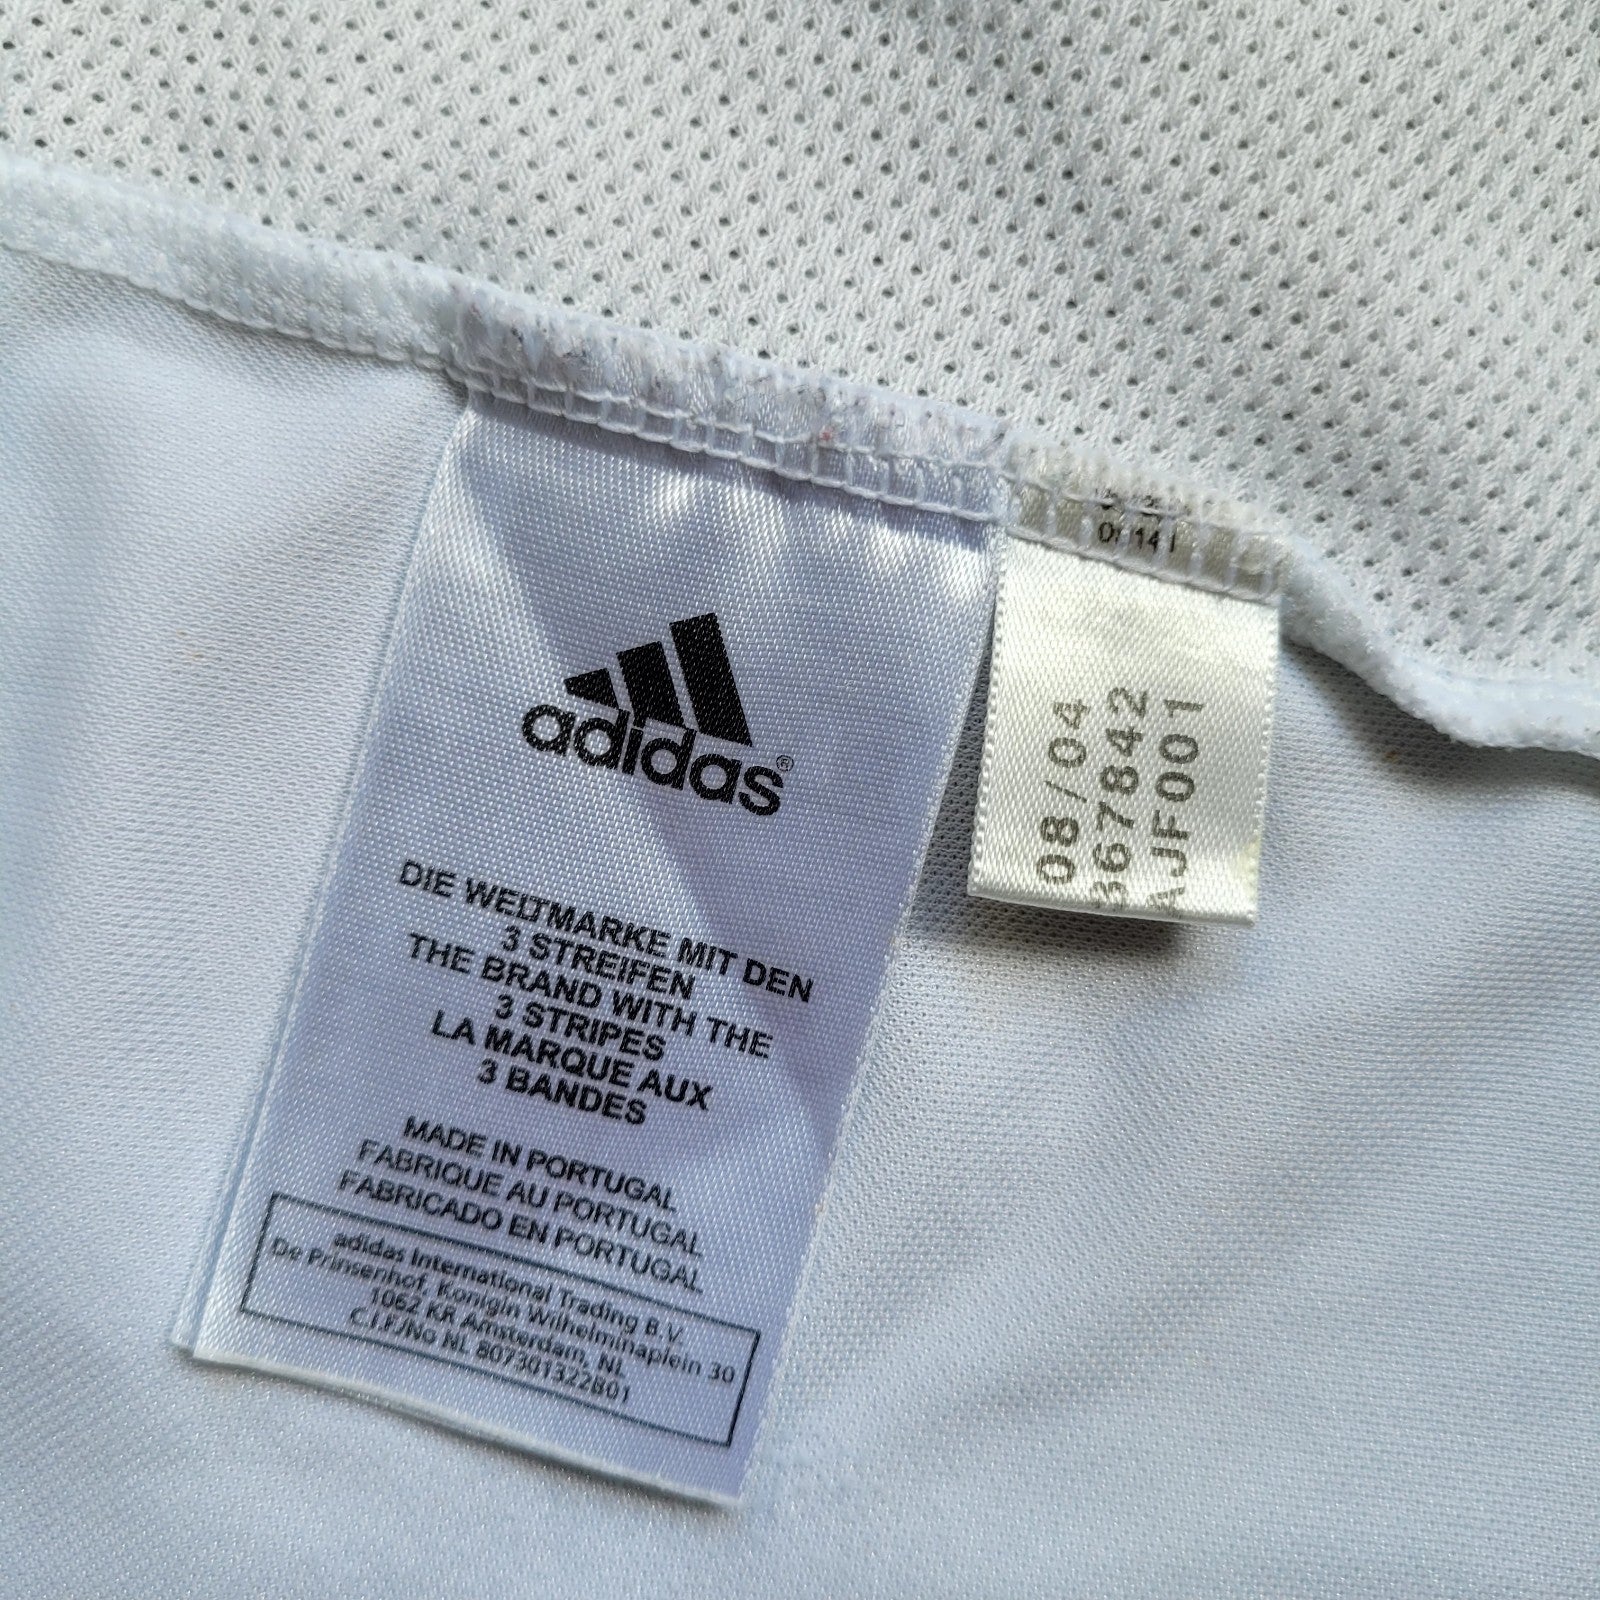 adidas®
DIE WELTMARKE MIT DEN
3 STREIFEN
THE BRAND WITH THE
3 STRIPES
LA MARQUE AUX
3 BANDES
MADE IN PORTUGAL
FABRIQUE AU PORTUGAL
FABRICADO EN PORTUGAL
adidas International Trading B.V.
De Prinsenhof, Konigin Wilhelminaplein 30
1062 KR Amsterdam, NL
C.I.F./No NL 807301322B01
08/04
367842
AJF001